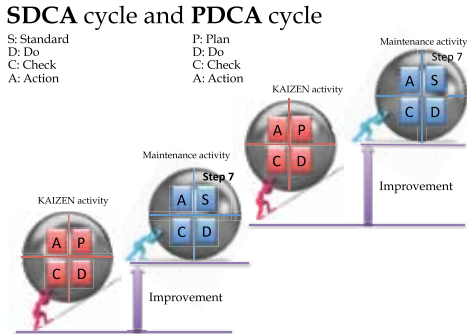 SDCA cycle and PDCA cycle
S: Standard
D: Do
C: Check
A: Action
P: Plan
D: Do
C: Check
A: Action
Maintenance activity
Step 7
A S
C D
KAIZEN activity
A P
C D
Improvement
Maintenance activity
Step 7
A S
C D
KAIZEN activity
A P
C D
Improvement